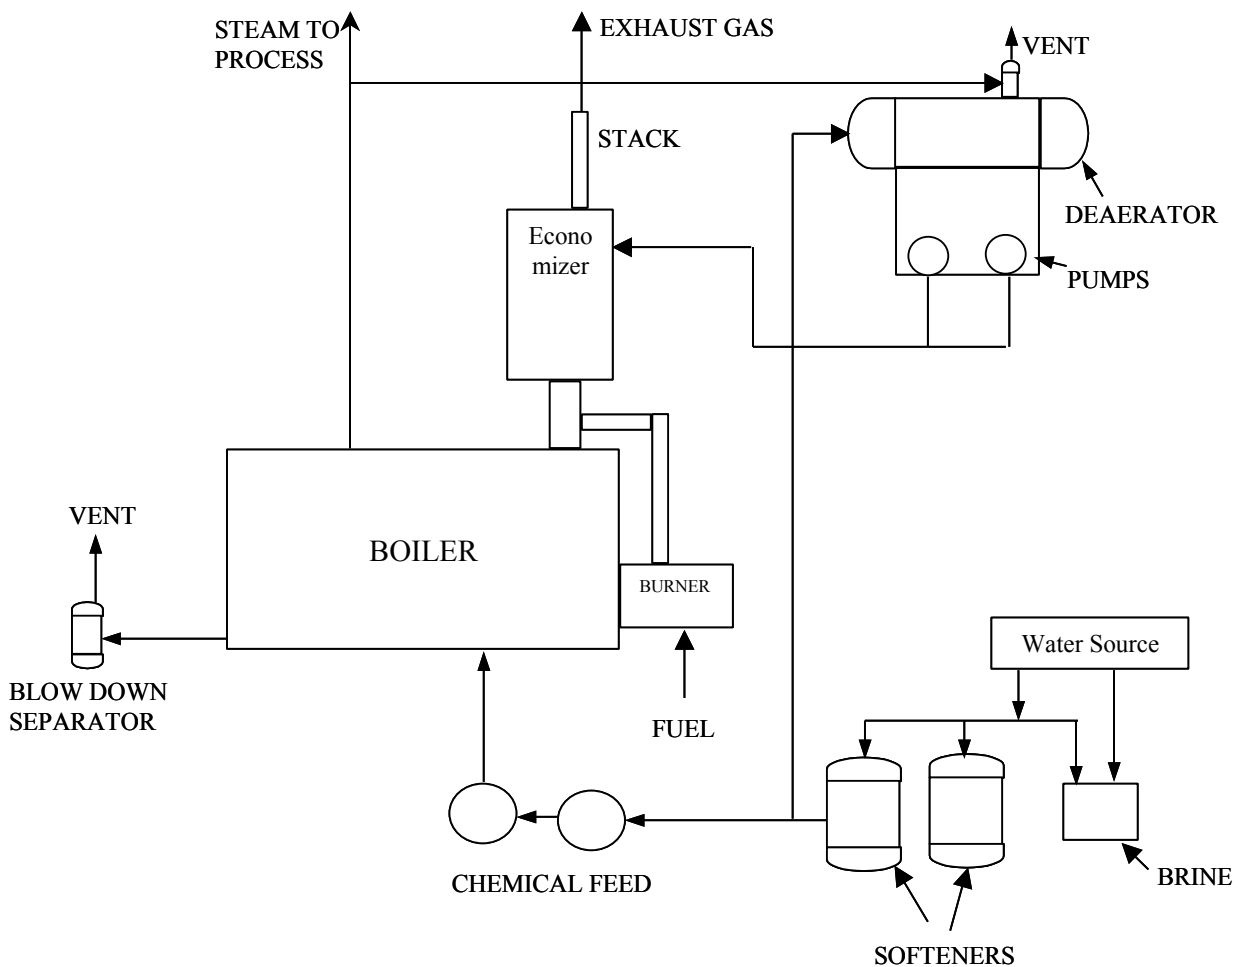 STEAM TO
PROCESS
EXHAUST GAS
VENT
STACK
DEAERATOR
Econo
mizer
PUMPS
VENT
BOILER
BURNER
Water Source
BLOW DOWN
SEPARATOR
FUEL
CHEMICAL FEED
BRINE
SOFTENERS